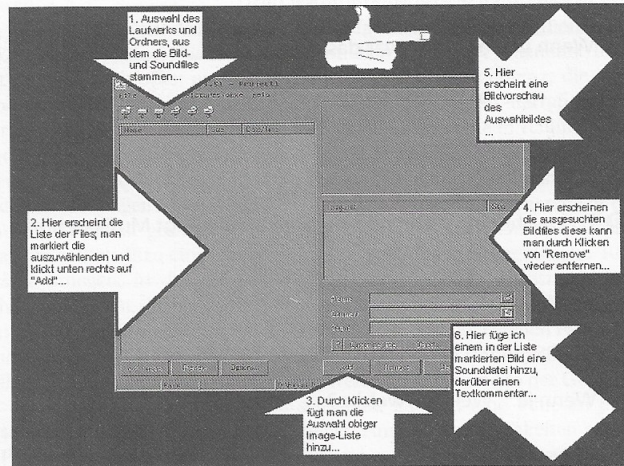 1. Auswahl des
Laufwerks und
Ordners, aus
dem die Bild-
und Soundfiles
stammen...
5. Hier
erscheint eine
Bildvorschau
des
Auswahlbildes
...
Name
Size
2. Hier erscheint die
Liste der Files; man
markiert die
auszuwählenden und
klickt unten rechts auf
"Add"...
4. Hier erscheinen
die ausgesuchten
Bildfiles diese kann
man durch Klicken
von "Remove"
wieder entfernen...
6. Hier füge ich
einem in der Liste
markierten Bild eine
Sounddatei hinzu,
darüber einen
Textkommentar...
Add
Remove
3. Durch Klicken
fügt man die
Auswahl obiger
Image-Liste
hinzu...